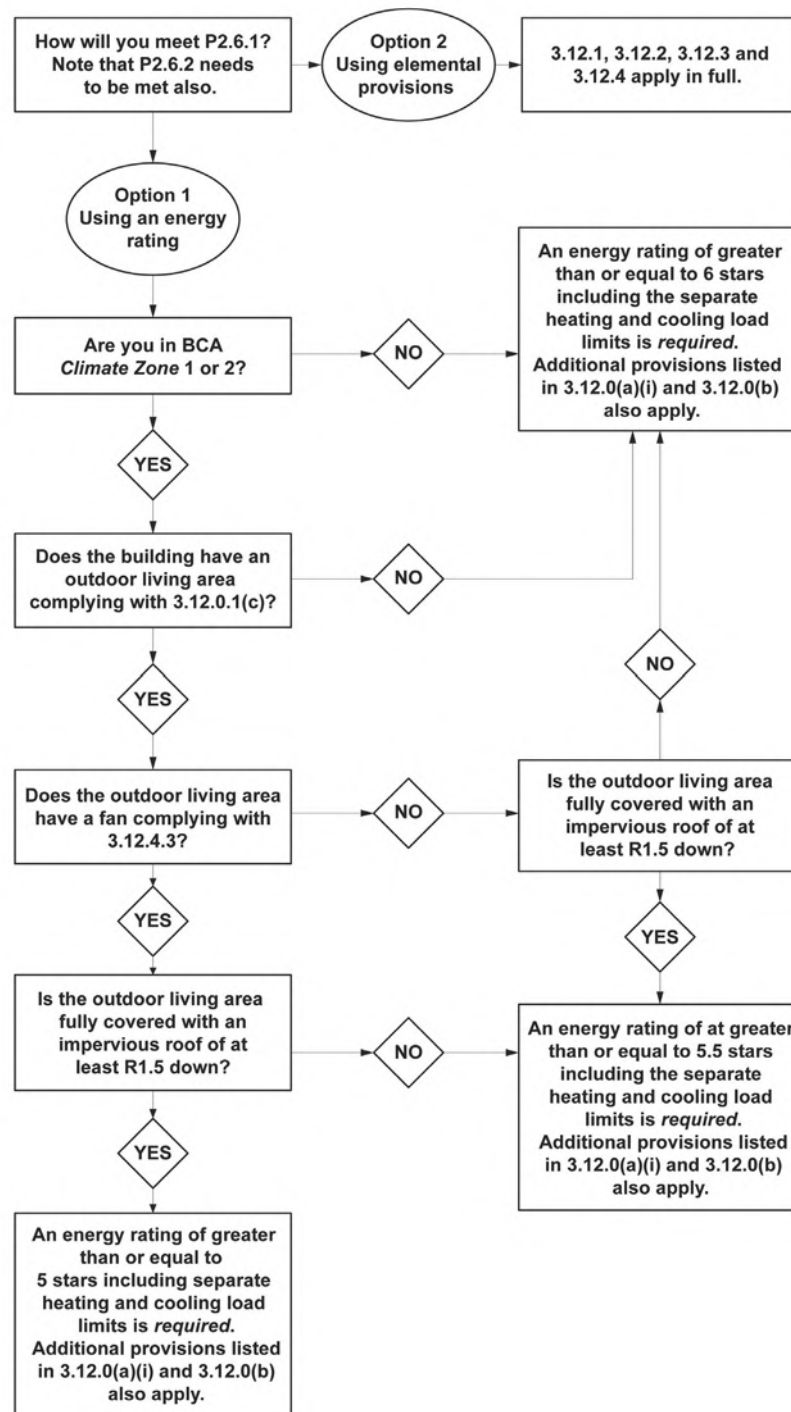 How will you meet P2.6.1?
Note that P2.6.2 needs
to be met also.
Option 2
Using elemental
provisions
3.12.1, 3.12.2, 3.12.3 and
3.12.4 apply in full.
Option 1
Using an energy
rating
Are you in BCA
Climate Zone 1 or 2?
NO
An energy rating of greater
than or equal to 6 stars
including the separate
heating and cooling load
limits is required.
Additional provisions listed
in 3.12.0(a)(i) and 3.12.0(b)
also apply.
YES
Does the building have an
outdoor living area
complying with 3.12.0.1(c)?
NO
YES
NO
Does the outdoor living area
have a fan complying with
3.12.4.3?
NO
Is the outdoor living area
fully covered with an
impervious roof of at
least R1.5 down?
YES
YES
Is the outdoor living area
fully covered with an
impervious roof of at
least R1.5 down?
NO
An energy rating of at greater
than or equal to 5.5 stars
including the separate
heating and cooling load
limits is required.
Additional provisions listed
in 3.12.0(a)(i) and 3.12.0(b)
also apply.
YES
An energy rating of greater
than or equal to
5 stars including separate
heating and cooling load
limits is required.
Additional provisions listed
in 3.12.0(a)(i) and 3.12.0(b)
also apply.